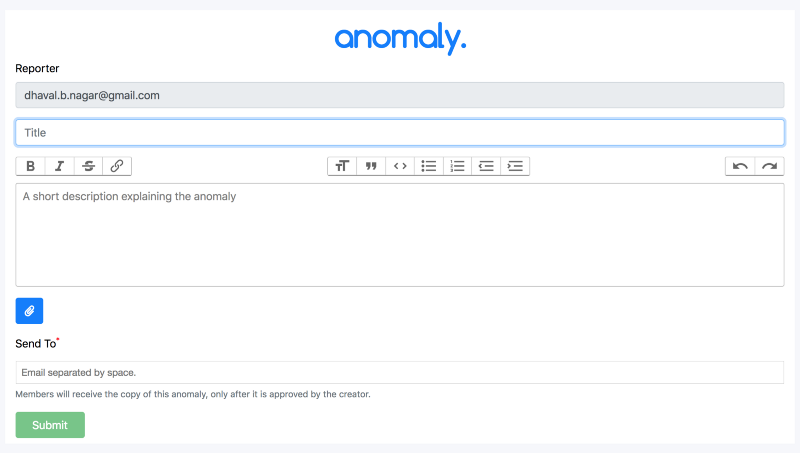 anomaly.
Reporter
dhaval.b.nagar@gmail.com
Title
B I S
A short description explaining the anomaly
Send To*
Email separated by space.
Members will receive the copy of this anomaly, only after it is approved by the creator.
Submit